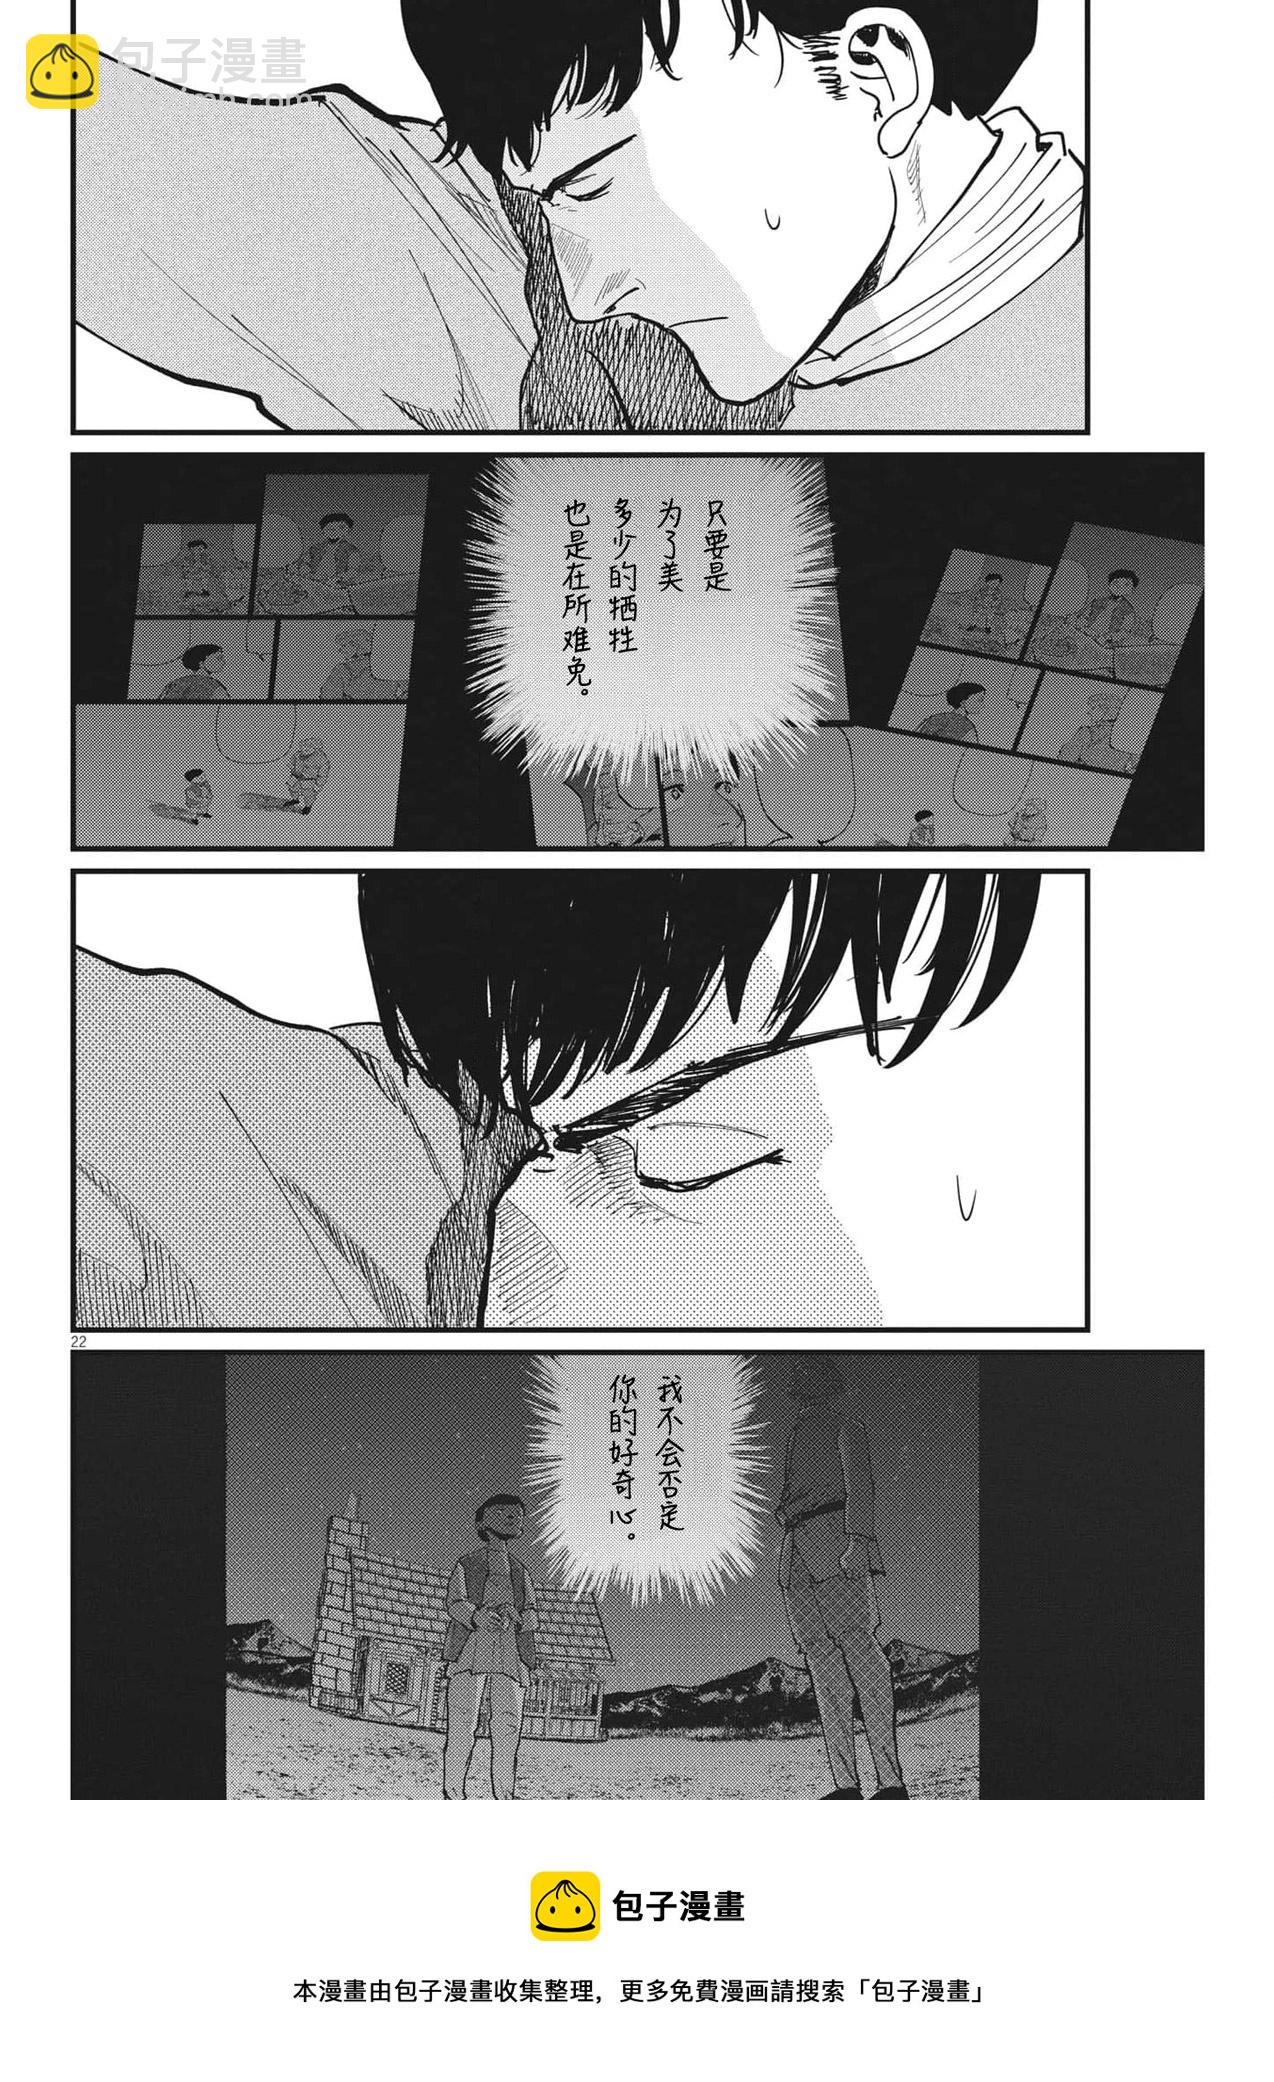 包子漫畫
只要是
为了美
多少的牺牲
也是在所难免。
22
我不会否定
你的好奇心。
包子漫畫
本漫畫由包子漫畫收集整理，更多免費漫画請搜索「包子漫畫」